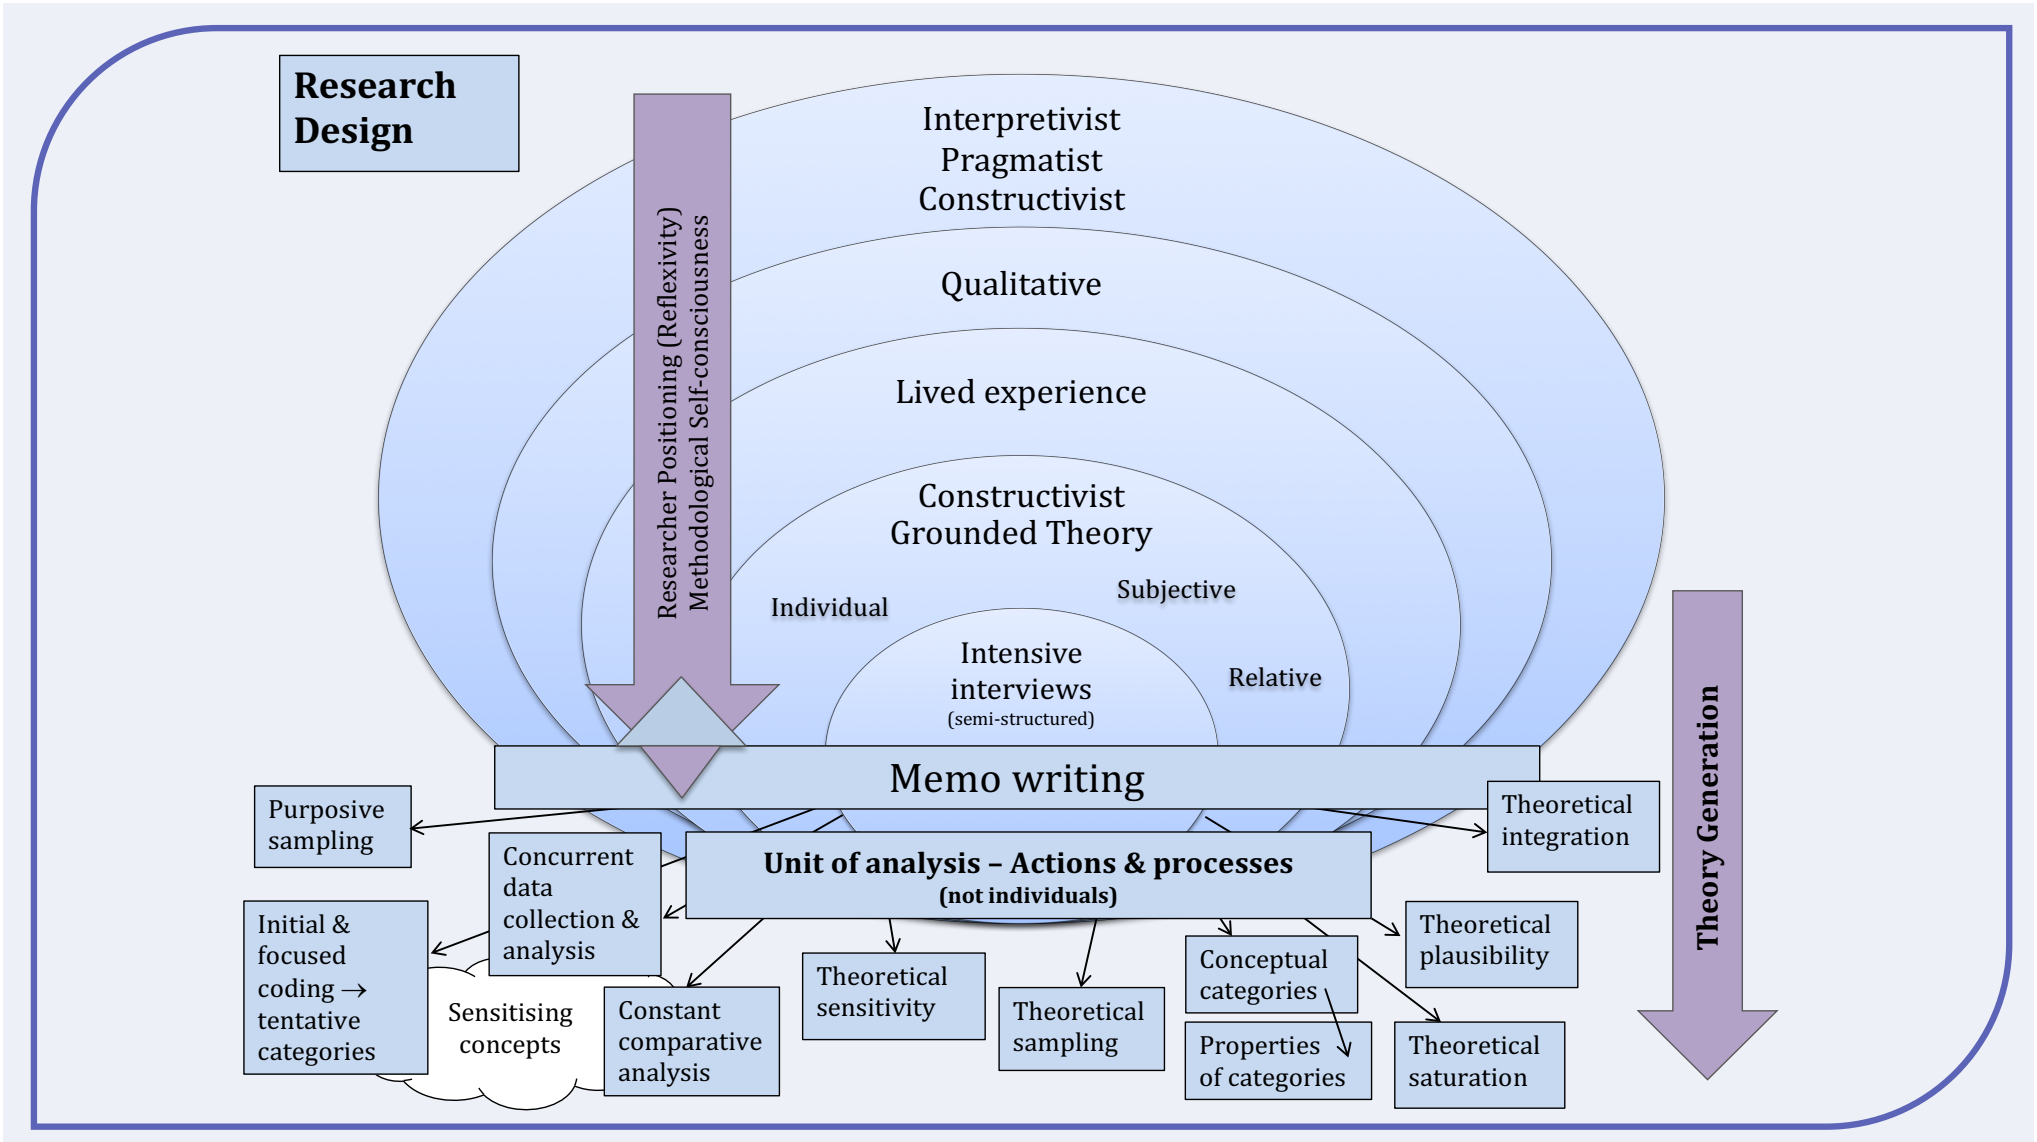 Research
Design
Interpretivist
Pragmatist
Constructivist
Qualitative
Lived experience
Constructivist
Grounded Theory
Individual
Subjective
Relative
Intensive
interviews
(semi-structured)
Researcher Positioning (Reflexivity)
Methodological Self-consciousness
Memo writing
Unit of analysis – Actions & processes
(not individuals)
Purposive
sampling
Concurrent
data
collection &
analysis
Initial &
focused
coding →
tentative
categories
Sensitising
concepts
Constant
comparative
analysis
Theoretical
sensitivity
Theoretical
sampling
Conceptual
categories
Properties
of categories
Theoretical
saturation
Theoretical
plausibility
Theoretical
integration
Theory Generation